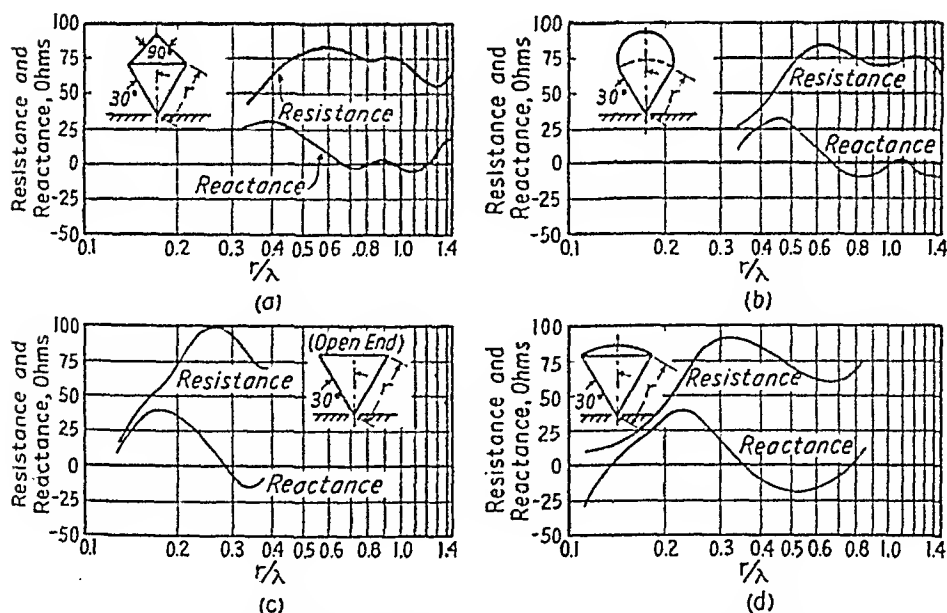 Resistance and
Reactance, Ohms
100
75
50
25
0
-25
-50
90°
30°
r
Resistance
Reactance
0.1 0.2 0.3 0.4 0.5 0.6 0.8 1.0 1.4
r/λ
(a)
Resistance and
Reactance, Ohms
100
75
50
25
0
-25
-50
30°
r
Resistance
Reactance
0.1 0.2 0.3 0.4 0.5 0.6 0.8 1.0 1.4
r/λ
(b)
Resistance and
Reactance, Ohms
100
75
50
25
0
-25
-50
(Open End)
30°
r
Resistance
Reactance
0.1 0.2 0.3 0.4 0.5 0.6 0.8 1.0 1.4
r/λ
(c)
Resistance and
Reactance, Ohms
100
75
50
25
0
-25
-50
30°
r
Resistance
Reactance
0.1 0.2 0.3 0.4 0.5 0.6 0.8 1.0 1.4
r/λ
(d)